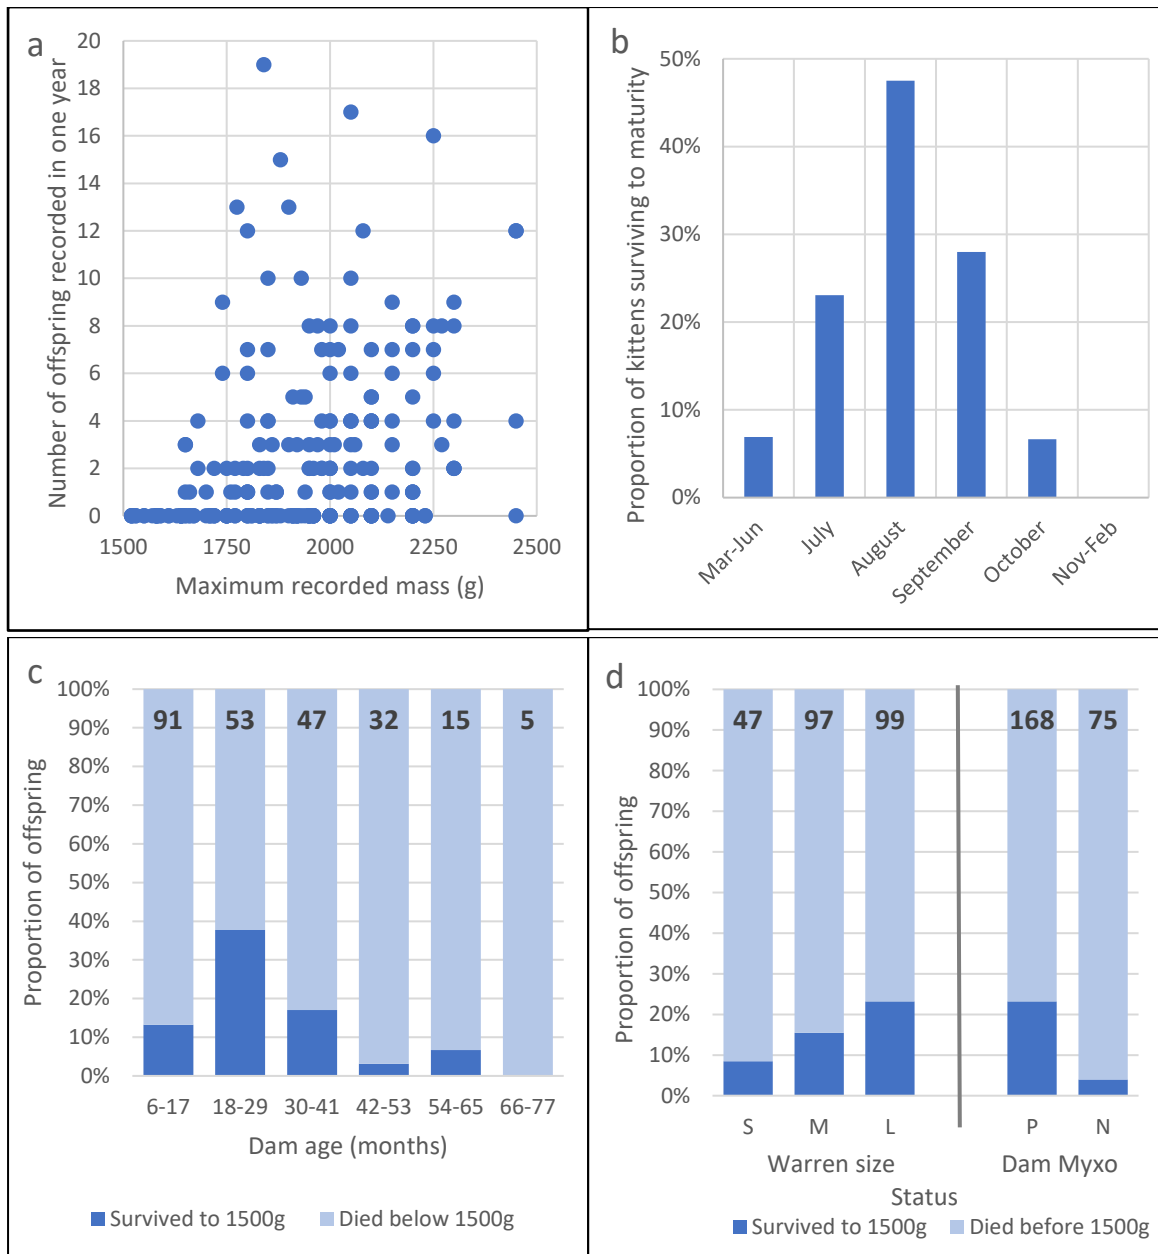 a
Number of offspring recorded in one year
20
18
16
14
12
10
8
6
4
2
0
1500 1750 2000 2250 2500
Maximum recorded mass (g)
b
Proportion of kittens surviving to maturity
50%
40%
30%
20%
10%
0%
Mar-Jun
July
August
September
October
Nov-Feb
c
Proportion of offspring
100%
90%
80%
70%
60%
50%
40%
30%
20%
10%
0%
91 53 47 32 15 5
6-17 18-29 30-41 42-53 54-65 66-77
Dam age (months)
Survived to 1500g Died below 1500g
d
Proportion of offspring
100%
90%
80%
70%
60%
50%
40%
30%
20%
10%
0%
47 97 99 168 75
S M L P N
Warren size Dam Myxo
Status
Survived to 1500g Died before 1500g